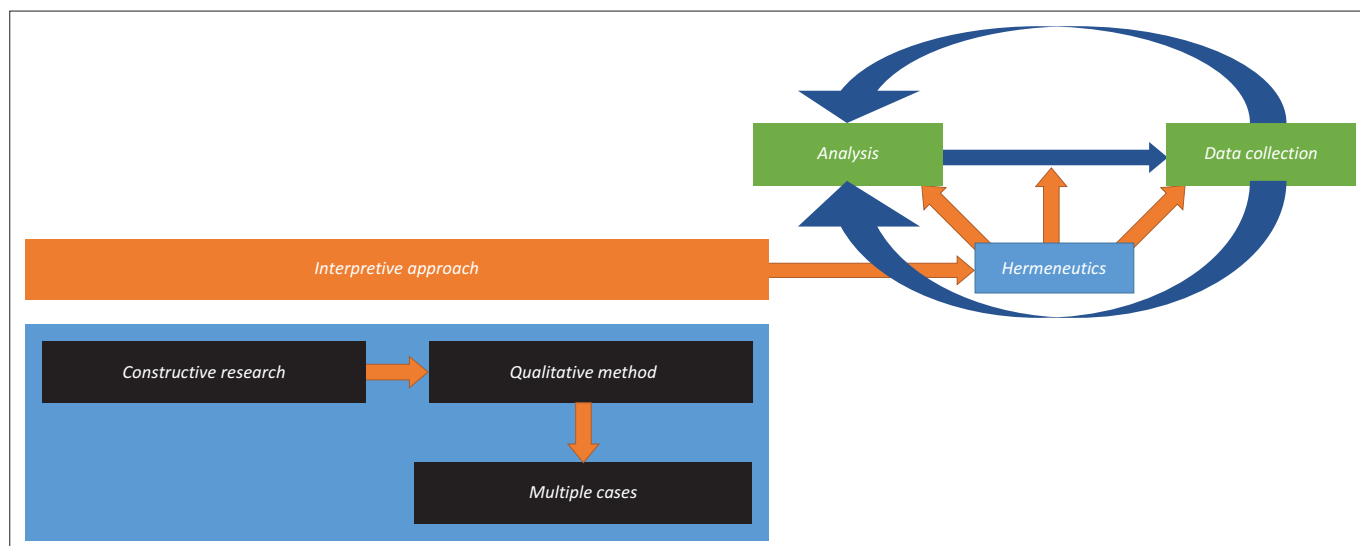 Analysis
Data collection
Interpretive approach
Hermeneutics
Constructive research
Qualitative method
Multiple cases